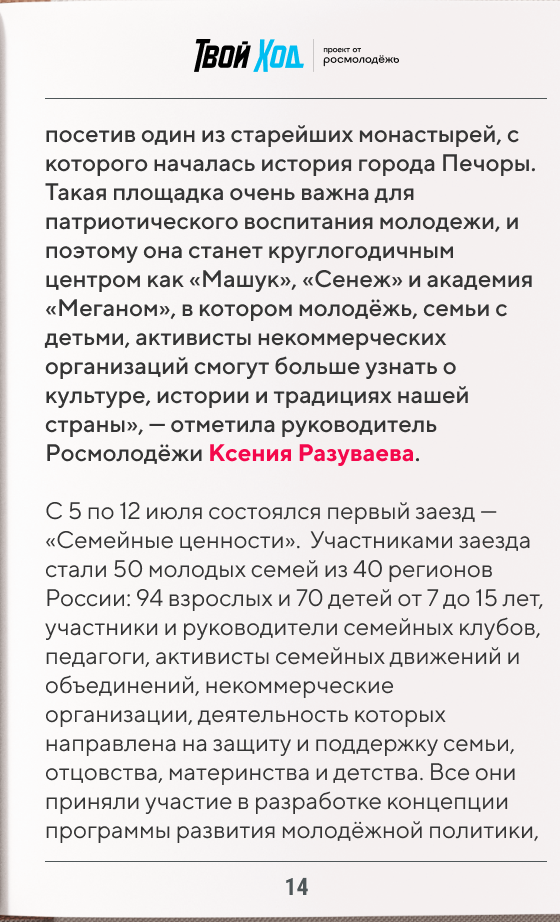 Твой Ход
проект от
росмолодёжь
посетив один из старейших монастырей, с
которого началась история города Печоры.
Такая площадка очень важна для
патриотического воспитания молодежи, и
поэтому она станет круглогодичным
центром как «Машук», «Сенеж» и академия
«Меганом», в котором молодёжь, семьи с
детьми, активисты некоммерческих
организаций смогут больше узнать о
культуре, истории и традициях нашей
страны», — отметила руководитель
Росмолодёжи Ксения Разуваева.
С 5 по 12 июля состоялся первый заезд —
«Семейные ценности».  Участниками заезда
стали 50 молодых семей из 40 регионов
России: 94 взрослых и 70 детей от 7 до 15 лет,
участники и руководители семейных клубов,
педагоги, активисты семейных движений и
объединений, некоммерческие
организации, деятельность которых
направлена на защиту и поддержку семьи,
отцовства, материнства и детства. Все они
приняли участие в разработке концепции
программы развития молодёжной политики,
14